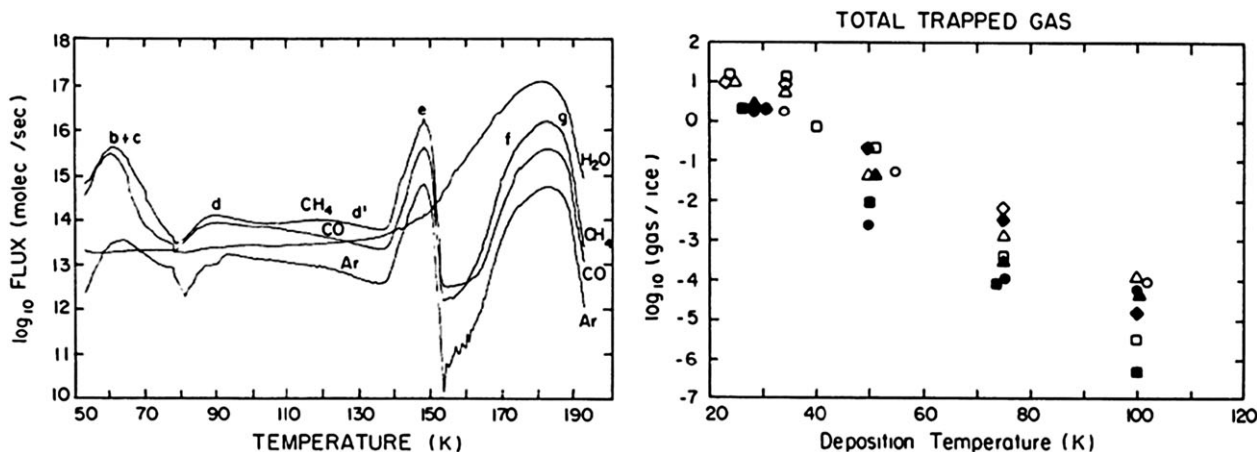 18
17
16
15
14
13
12
11
10
log₁₀ FLUX (molec /sec)
b+c
d
CH₄
d'
CO
Ar
e
f
g
H₂O
CH₄
CO
Ar
50 70 90 110 130 150 170 190
TEMPERATURE (K)
TOTAL TRAPPED GAS
2
1
0
-1
-2
-3
-4
-5
-6
-7
log₁₀ (gas / ice)
20 40 60 80 100 120
Deposition Temperature (K)